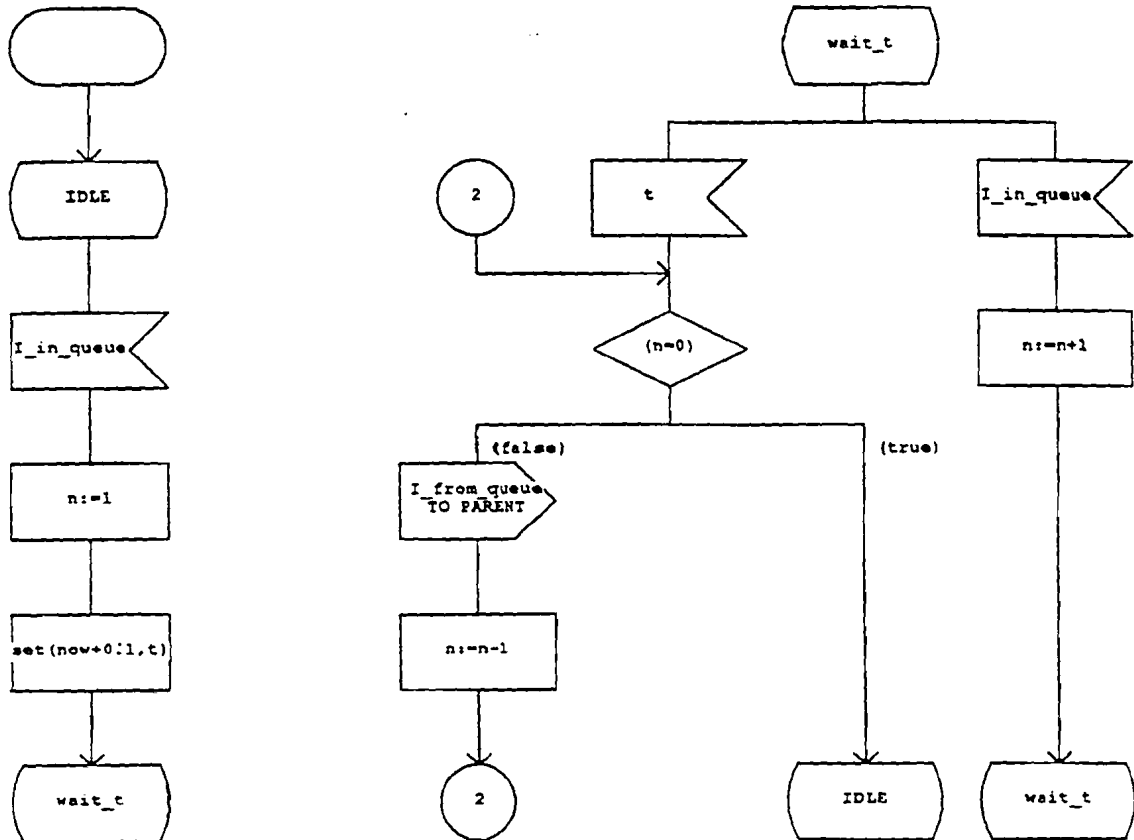 IDLE
I_in_queue
n:=1
set(now+0.1,t)
wait_t
wait_t
2
t
I_in_queue
(n=0)
n:=n+1
(false)
(true)
I_from_queue
TO PARENT
n:=n-1
2
IDLE
wait_t